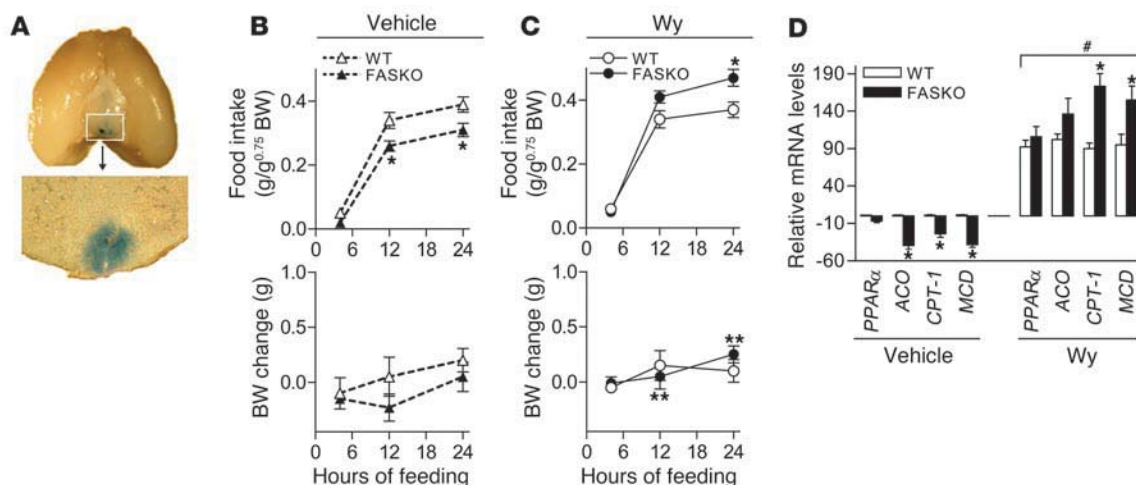 A
B
Vehicle
WT
FASKO
Food intake
(g/g0.75 BW)
0.4
0.2
0.0
*
*
0 6 12 18 24
BW change (g)
1.0
0.5
0.0
0 6 12 18 24
Hours of feeding
C
Wy
WT
FASKO
Food intake
(g/g0.75 BW)
0.4
0.2
0.0
*
0 6 12 18 24
BW change (g)
1.0
0.5
0.0
**
**
0 6 12 18 24
Hours of feeding
D
WT
FASKO
#
Relative mRNA levels
190
140
90
40
-10
-60
* * *
* *
PPARα ACO CPT-1 MCD PPARα ACO CPT-1 MCD
Vehicle Wy